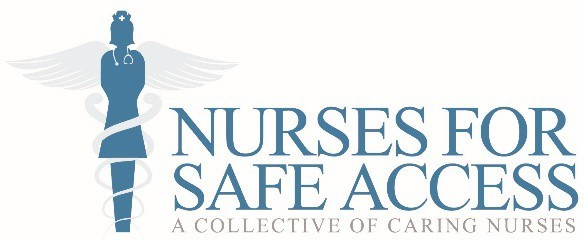 NURSES FOR
SAFE ACCESS
A COLLECTIVE OF CARING NURSES